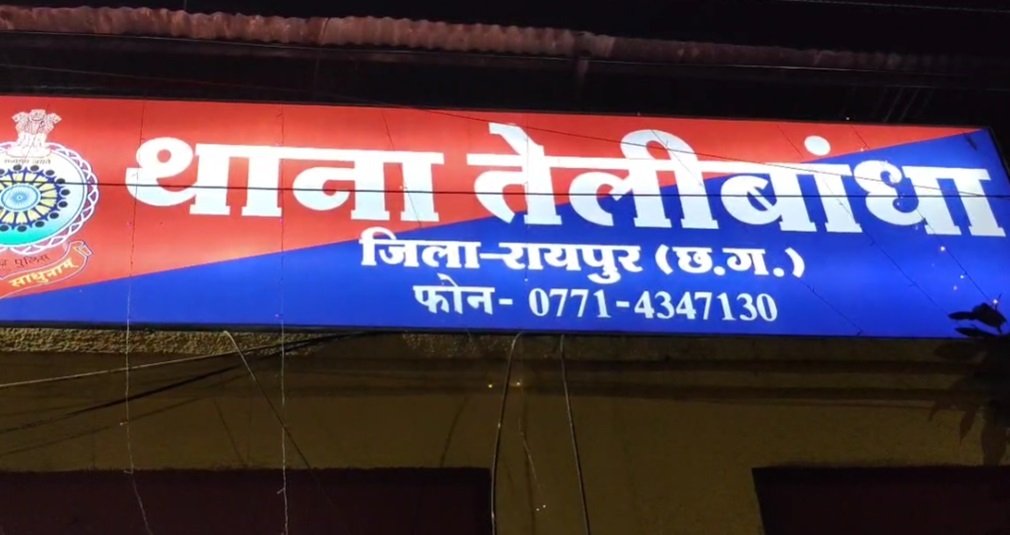 थाना तेलीबांधा
जिला-रायपुर (छ.ग.)
फोन- 0771-4347130
पुलिस
साधुनाम्